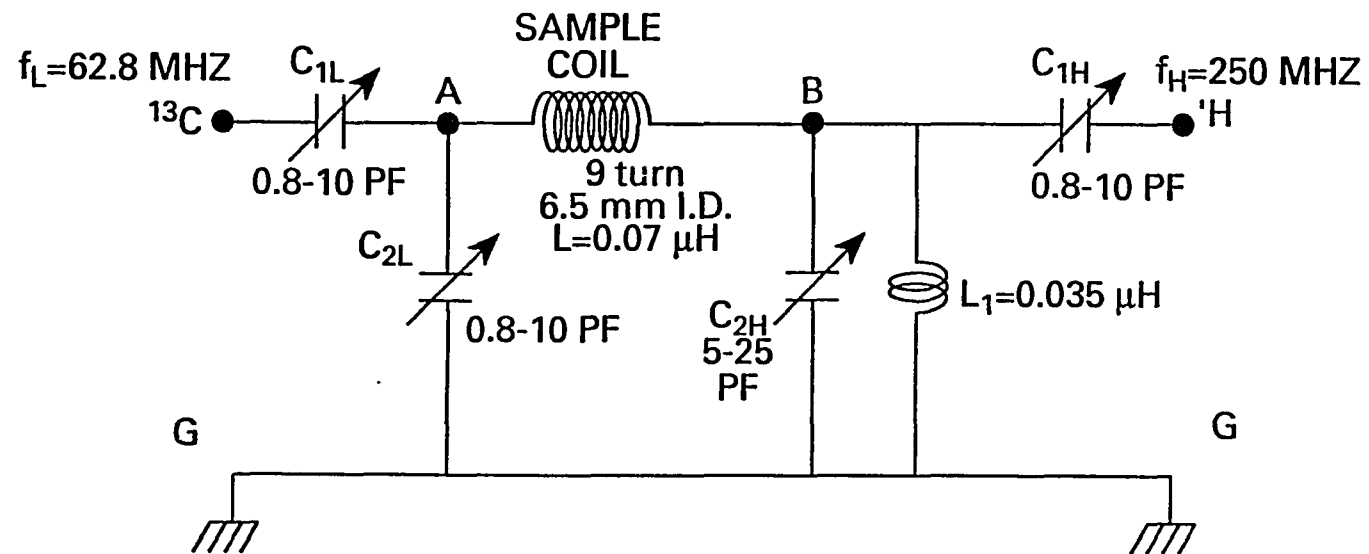 SAMPLE
COIL
f_L=62.8 MHZ
C_1L
C_1H
f_H=250 MHZ
A
B
13C
'H
0.8-10 PF
9 turn
6.5 mm I.D.
L=0.07 μH
0.8-10 PF
C_2L
0.8-10 PF
C_2H
5-25
PF
L_1=0.035 μH
G
G